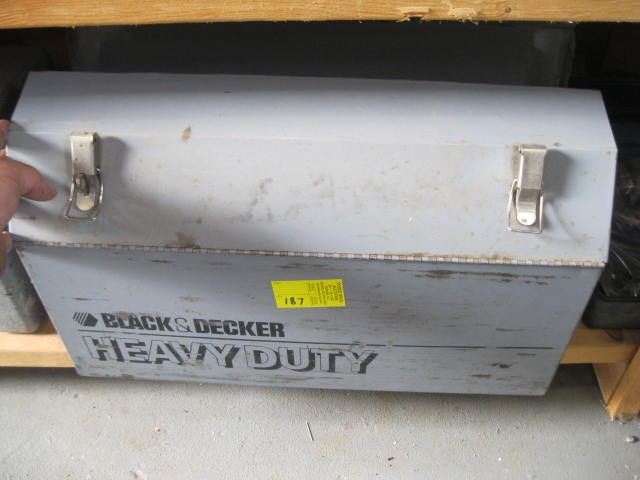 187
BLACK & DECKER
HEAVY DUTY